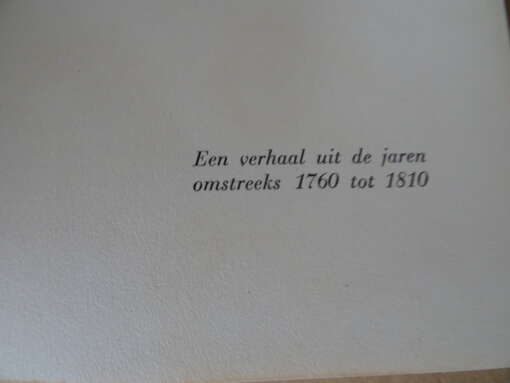 Een verhaal uit de jaren
omstreeks 1760 tot 1810